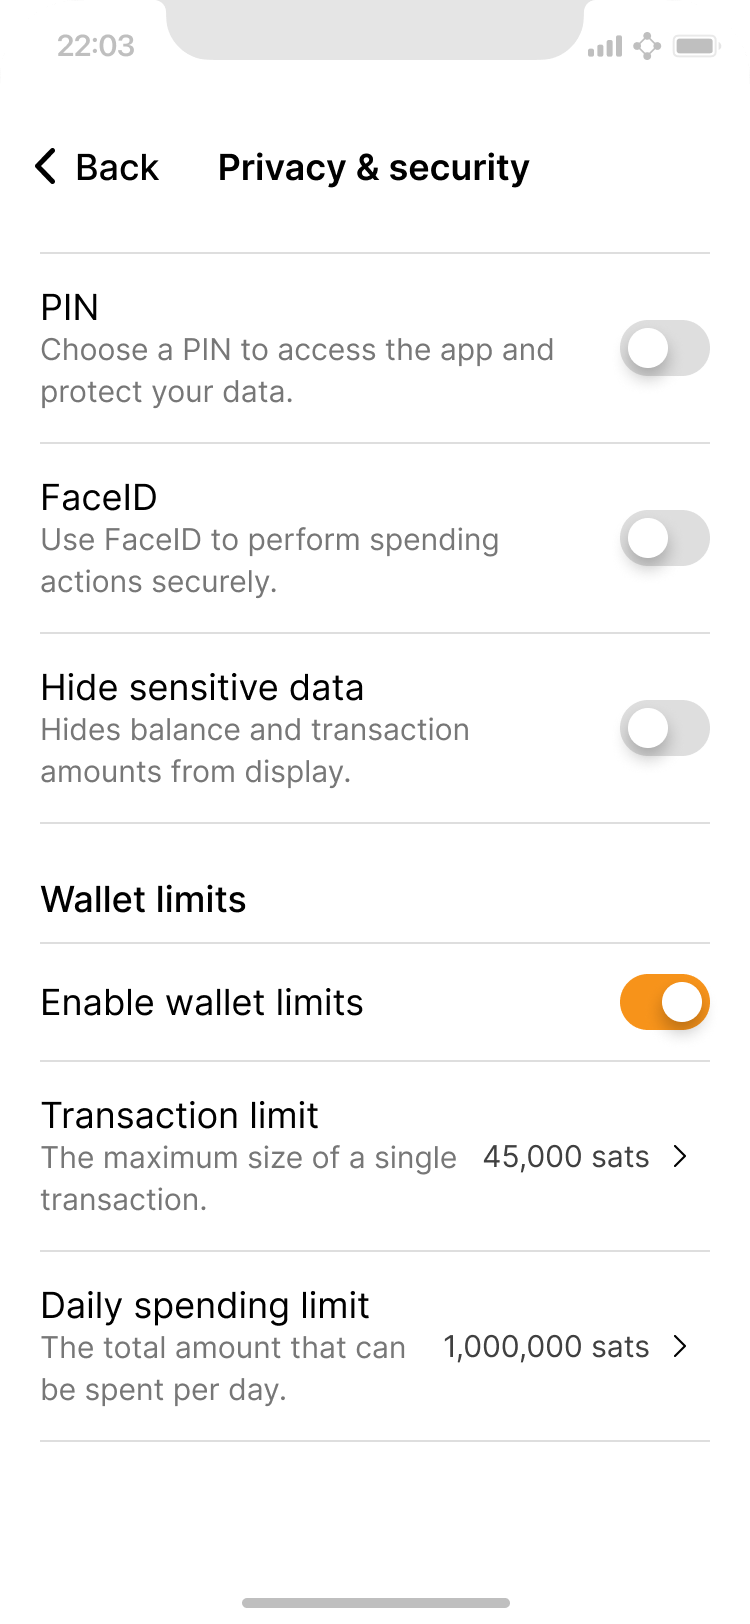 22:03
Back
Privacy & security
PIN
Choose a PIN to access the app and
protect your data.
FaceID
Use FaceID to perform spending
actions securely.
Hide sensitive data
Hides balance and transaction
amounts from display.
Wallet limits
Enable wallet limits
Transaction limit
The maximum size of a single
transaction.
45,000 sats
Daily spending limit
The total amount that can
be spent per day.
1,000,000 sats